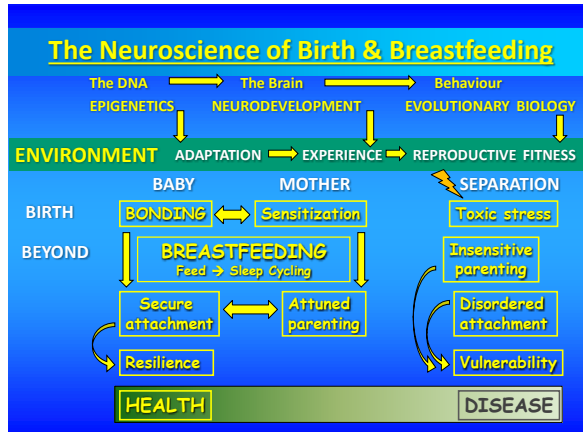 The Neuroscience of Birth & Breastfeeding
The DNA The Brain Behaviour
EPIGENETICS NEURODEVELOPMENT EVOLUTIONARY BIOLOGY
ENVIRONMENT ADAPTATION EXPERIENCE REPRODUCTIVE FITNESS
BABY MOTHER SEPARATION
BIRTH BONDING Sensitization Toxic stress
BEYOND BREASTFEEDING Insensitive
Feed → Sleep Cycling parenting
Secure Attuned Disordered
attachment parenting attachment
Resilience Vulnerability
HEALTH DISEASE